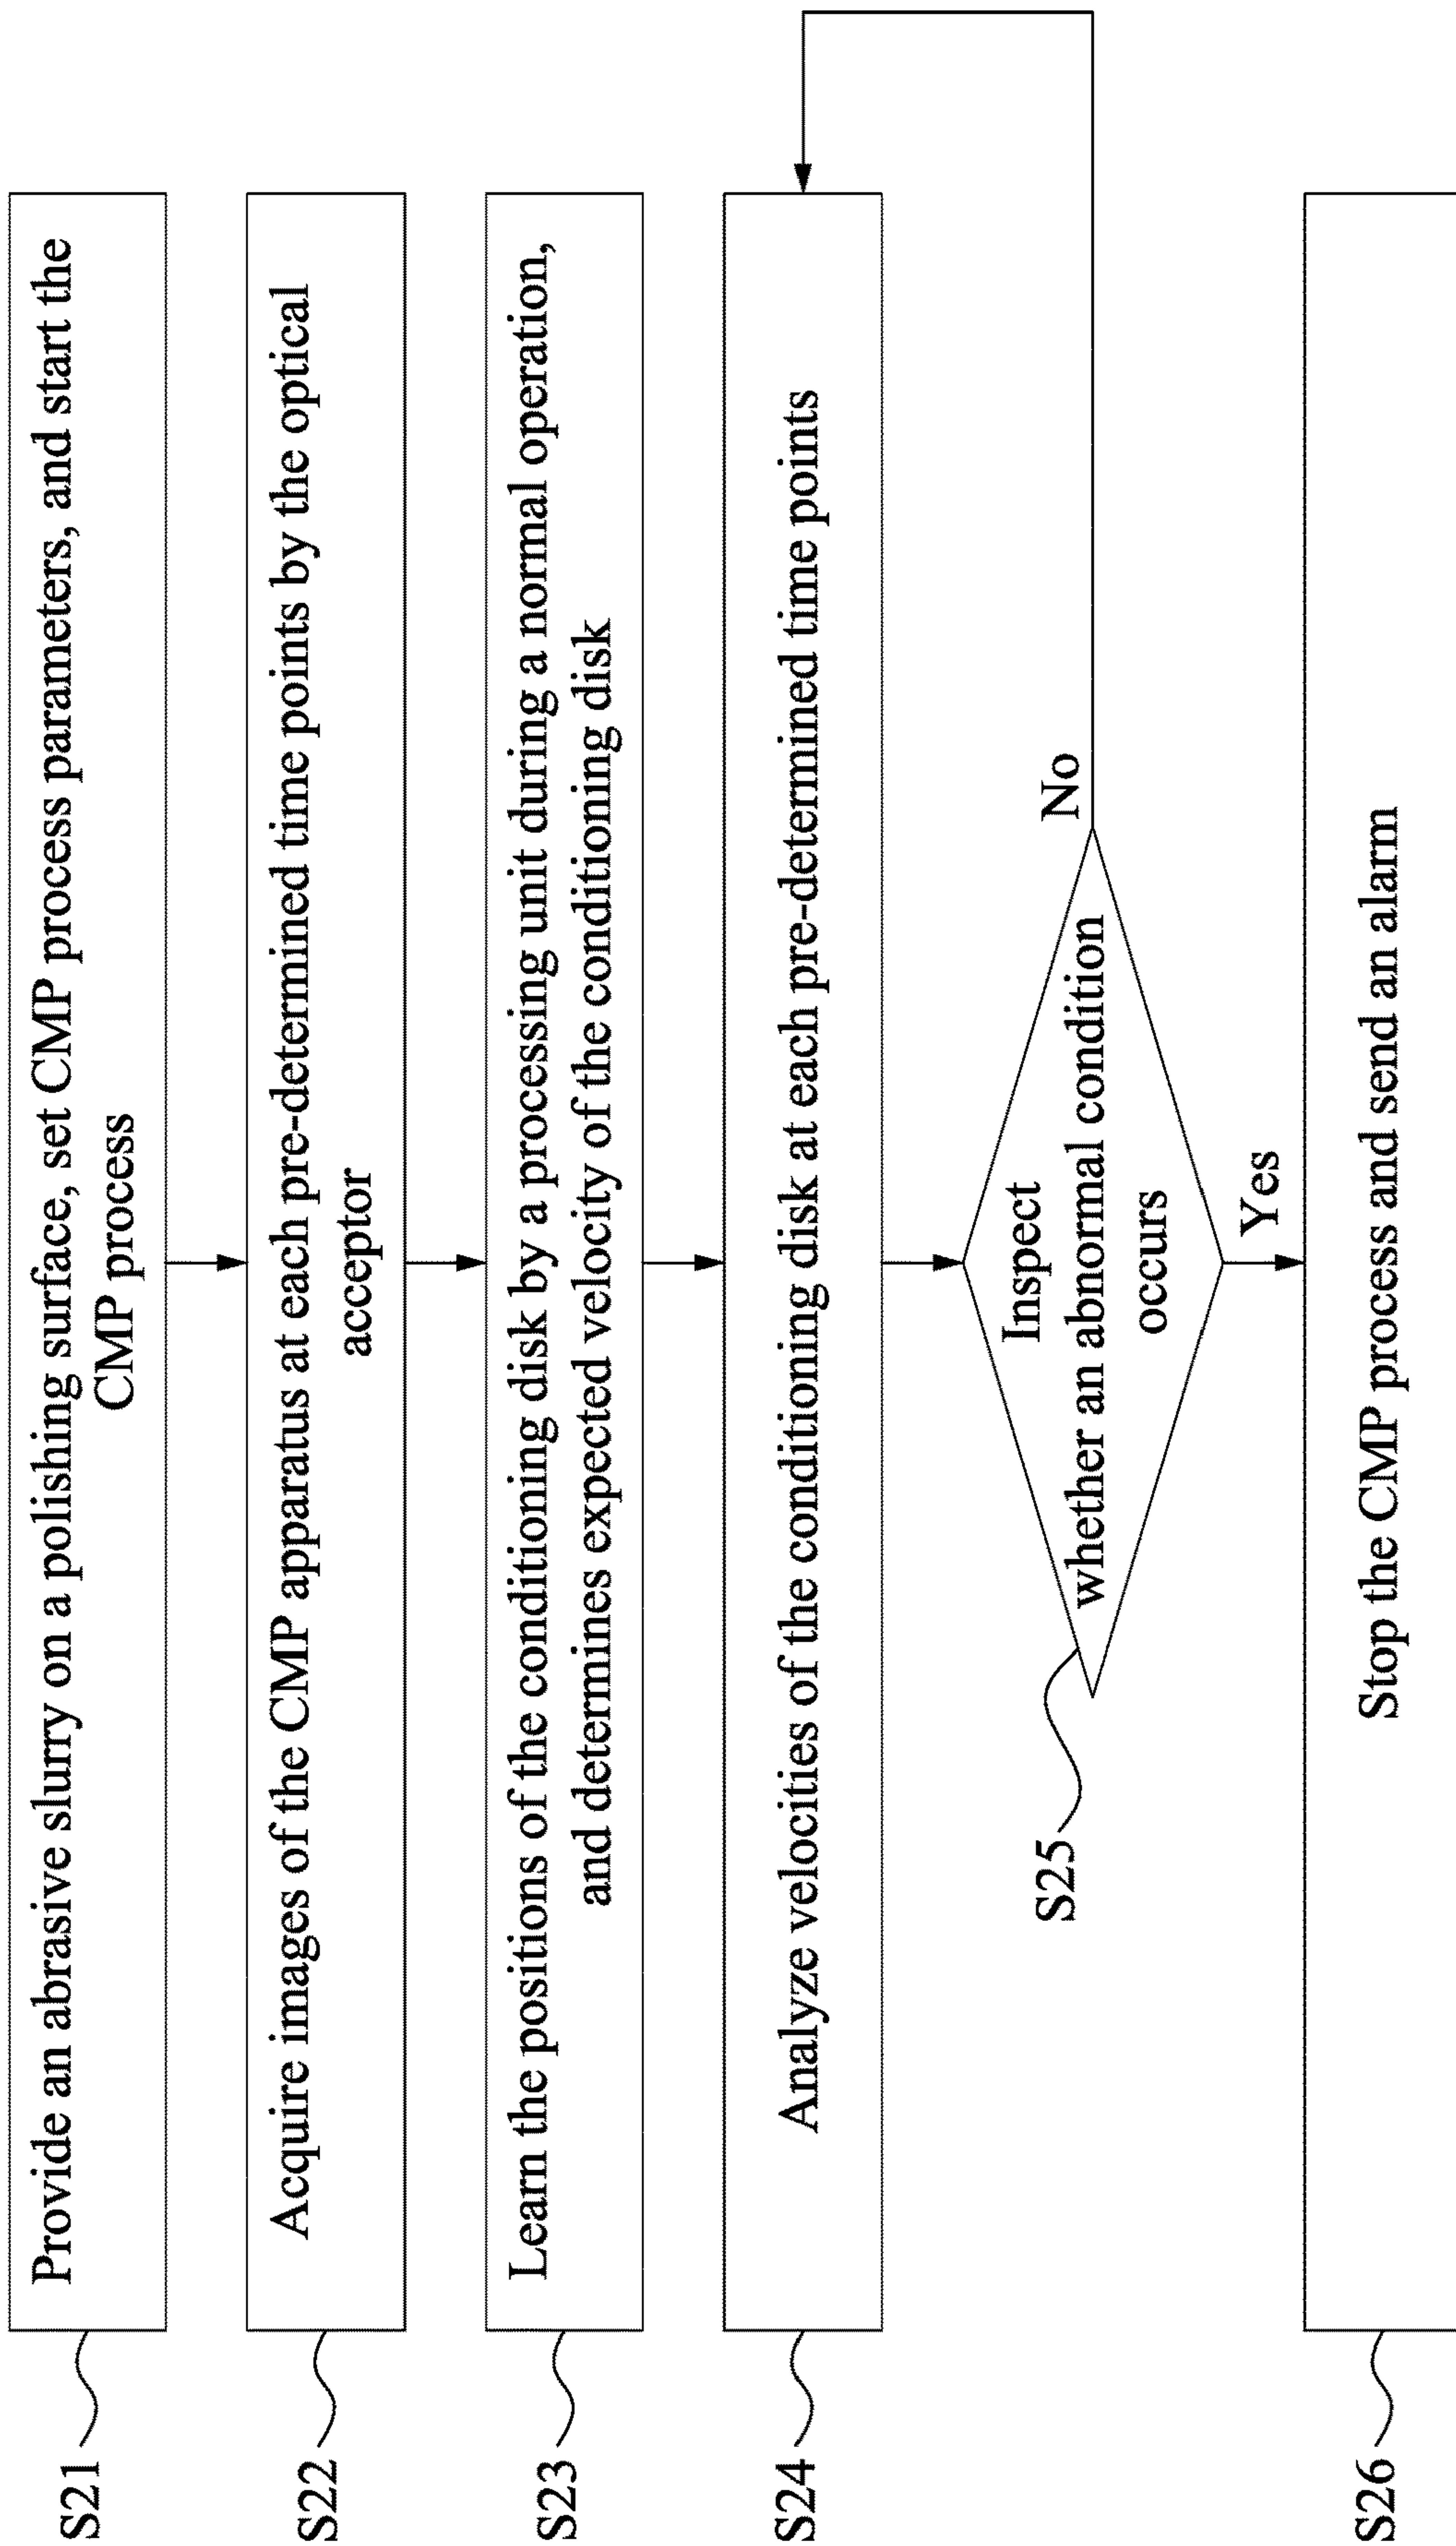 S21
Provide an abrasive slurry on a polishing surface, set CMP process parameters, and start the
CMP process
S22
Acquire images of the CMP apparatus at each pre-determined time points by the optical
acceptor
S23
Learn the positions of the conditioning disk by a processing unit during a normal operation,
and determines expected velocity of the conditioning disk
S24
Analyze velocities of the conditioning disk at each pre-determined time points
S25
Inspect
whether an abnormal condition
occurs
No
Yes
S26
Stop the CMP process and send an alarm